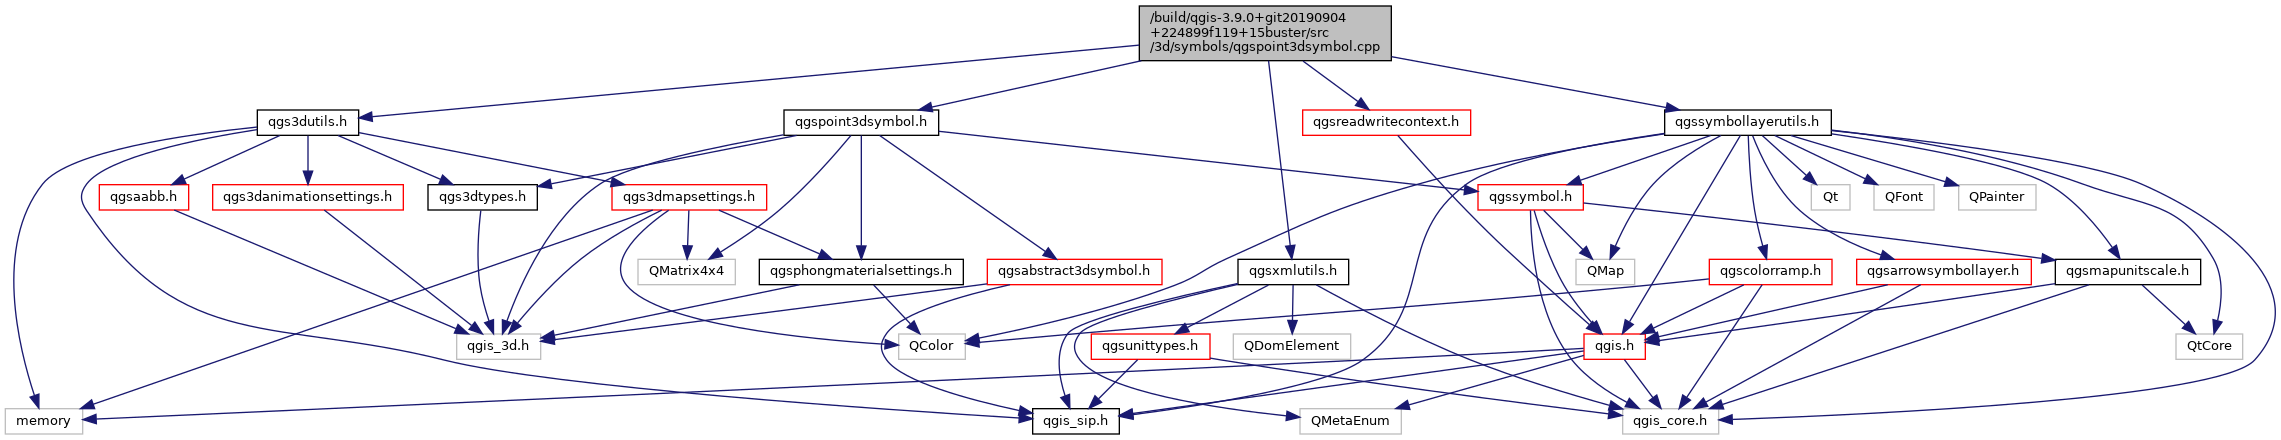 /build/qgis-3.9.0+git20190904
+224899f119+15buster/src
/3d/symbols/qgspoint3dsymbol.cpp
qgs3dutils.h
qgspoint3dsymbol.h
qgsreadwritecontext.h
qgssymbollayerutils.h
qgsaabb.h
qgs3danimationsettings.h
qgs3dtypes.h
qgs3dmapsettings.h
qgssymbol.h
Qt
QFont
QPainter
QMatrix4x4
qgsphongmaterialsettings.h
qgsabstract3dsymbol.h
qgsxmlutils.h
QMap
qgscolorramp.h
qgsarrowsymbollayer.h
qgsmapunitscale.h
qgis_3d.h
QColor
qgsunittypes.h
QDomElement
qgis.h
QtCore
memory
qgis_sip.h
QMetaEnum
qgis_core.h